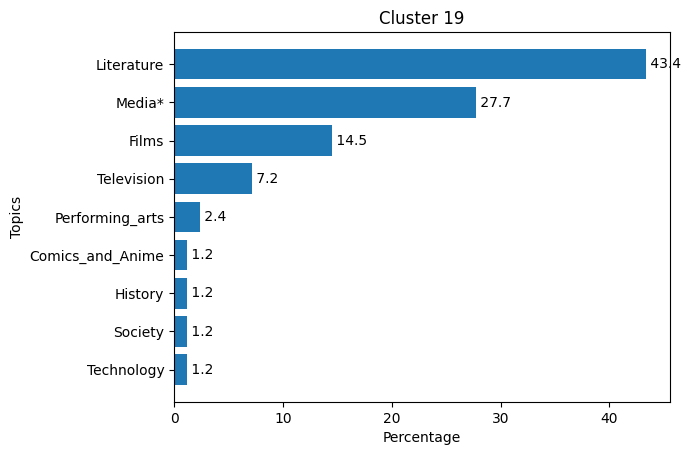 Cluster 19
Topics
Literature 43.4
Media* 27.7
Films 14.5
Television 7.2
Performing_arts 2.4
Comics_and_Anime 1.2
History 1.2
Society 1.2
Technology 1.2
0 10 20 30 40
Percentage